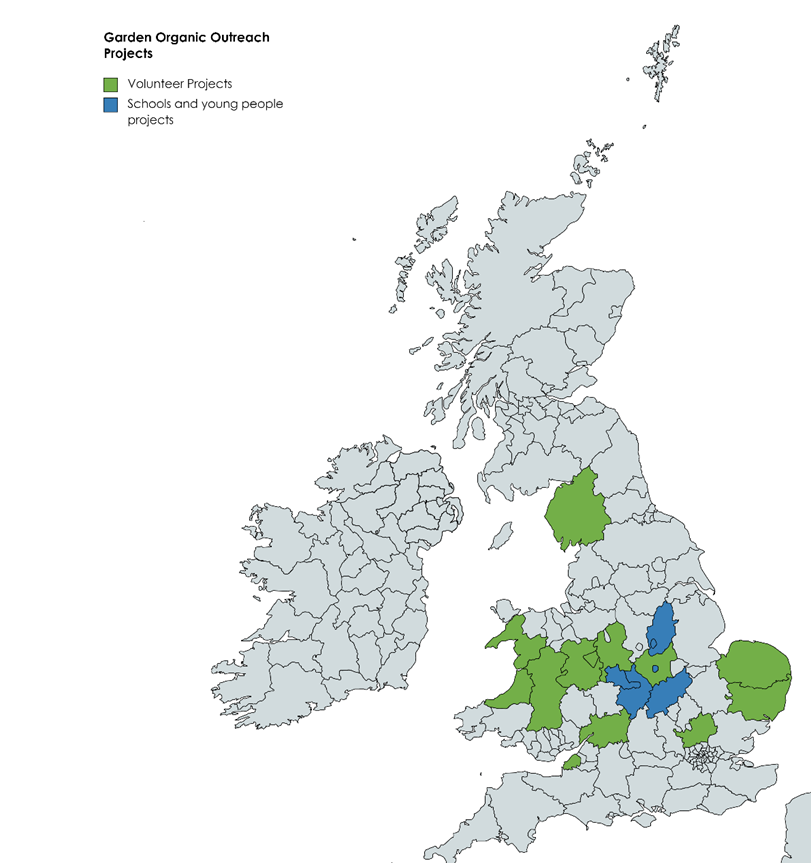 Garden Organic Outreach
Projects
Volunteer Projects
Schools and young people
projects